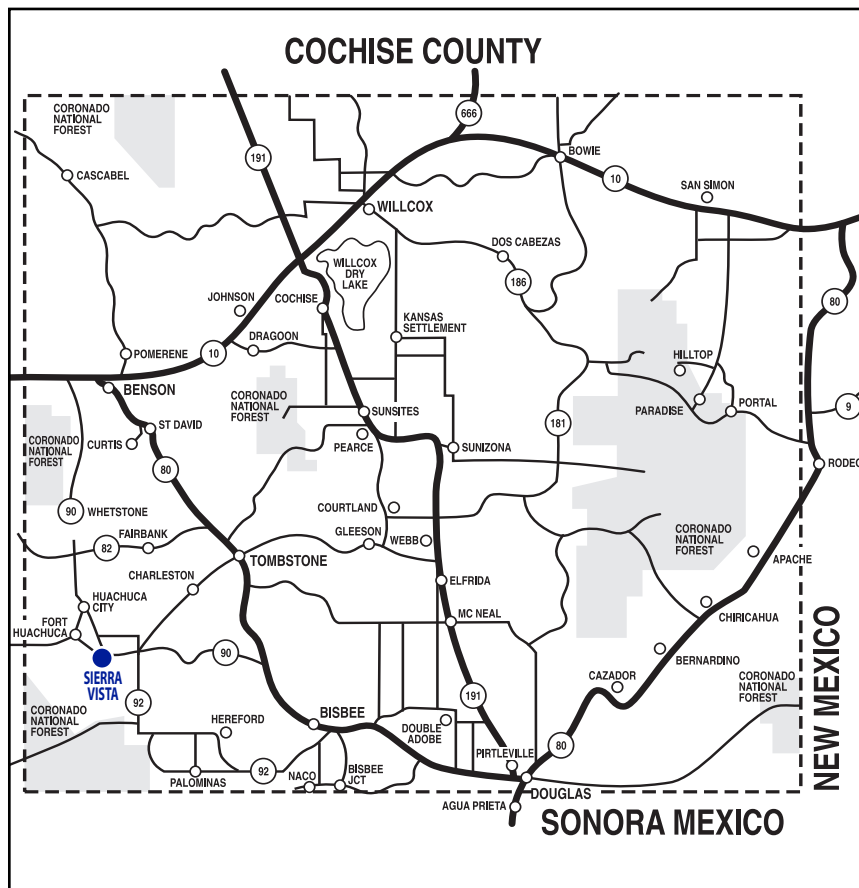 COCHISE COUNTY
CORONADO
NATIONAL
FOREST
666
191
BOWIE
CASCABEL
10
SAN SIMON
WILLCOX
DOS CABEZAS
WILLCOX
DRY
LAKE
186
80
JOHNSON
COCHISE
KANSAS
SETTLEMENT
DRAGOON
POMERENE
10
HILLTOP
BENSON
CORONADO
NATIONAL
FOREST
SUNSITES
PARADISE
PORTAL
9
ST DAVID
181
CURTIS
CORONADO
NATIONAL
FOREST
PEARCE
SUNIZONA
80
RODEO
90
WHETSTONE
COURTLAND
FAIRBANK
82
GLEESON
WEBB
CORONADO
NATIONAL
FOREST
TOMBSTONE
APACHE
CHARLESTON
ELFRIDA
HUACHUCA
CITY
CHIRICAHUA
FORT
HUACHUCA
MC NEAL
90
BERNARDINO
SIERRA
VISTA
CAZADOR
92
191
CORONADO
NATIONAL
FOREST
CORONADO
NATIONAL
FOREST
HEREFORD
BISBEE
DOUBLE
ADOBE
80
NEW MEXICO
PIRTLEVILLE
PALOMINAS
92
NACO
BISBEE
JCT
DOUGLAS
AGUA PRIETA
SONORA MEXICO